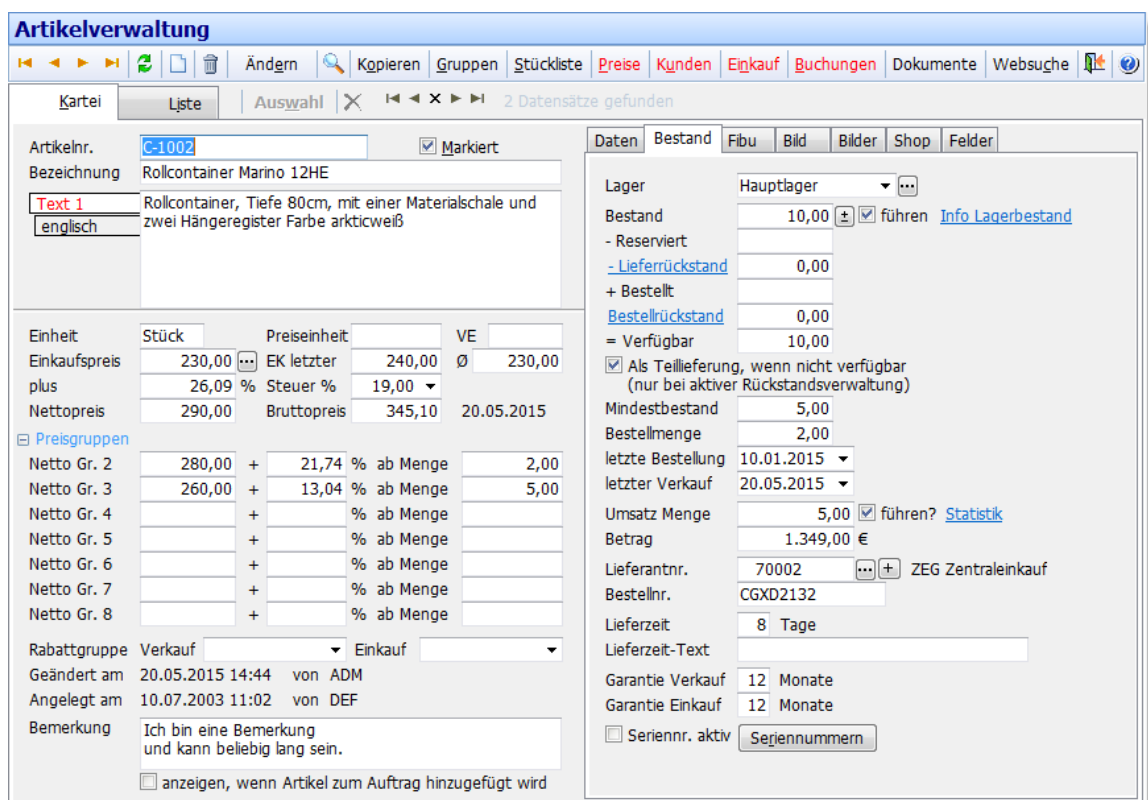 Artikelverwaltung
Ändern Kopieren Gruppen Stückliste Preise Kunden Einkauf Buchungen Dokumente Websuche
Kartei Liste Auswahl 2 Datensätze gefunden
Artikelnr. C-1002 Markiert
Bezeichnung Rollcontainer Marino 12HE
Text 1 Rollcontainer, Tiefe 80cm, mit einer Materialschale und
englisch zwei Hängeregister Farbe arkticweiß
Einheit Stück Preiseinheit VE
Einkaufspreis 230,00 EK letzter 240,00 Ø 230,00
plus 26,09 % Steuer % 19,00
Nettopreis 290,00 Bruttopreis 345,10 20.05.2015
Preisgruppen
Netto Gr. 2 280,00 + 21,74 % ab Menge 2,00
Netto Gr. 3 260,00 + 13,04 % ab Menge 5,00
Netto Gr. 4 + % ab Menge
Netto Gr. 5 + % ab Menge
Netto Gr. 6 + % ab Menge
Netto Gr. 7 + % ab Menge
Netto Gr. 8 + % ab Menge
Rabattgruppe Verkauf Einkauf
Geändert am 20.05.2015 14:44 von ADM
Angelegt am 10.07.2003 11:02 von DEF
Bemerkung Ich bin eine Bemerkung
und kann beliebig lang sein.
anzeigen, wenn Artikel zum Auftrag hinzugefügt wird
Daten Bestand Fibu Bild Bilder Shop Felder
Lager Hauptlager
Bestand 10,00 ± führen Info Lagerbestand
- Reserviert
- Lieferrückstand 0,00
+ Bestellt
Bestellrückstand 0,00
= Verfügbar 10,00
Als Teillieferung, wenn nicht verfügbar
(nur bei aktiver Rückstandsverwaltung)
Mindestbestand 5,00
Bestellmenge 2,00
letzte Bestellung 10.01.2015
letzter Verkauf 20.05.2015
Umsatz Menge 5,00 führen? Statistik
Betrag 1.349,00 €
Lieferantnr. 70002 ... + ZEG Zentraleinkauf
Bestellnr. CGXD2132
Lieferzeit 8 Tage
Lieferzeit-Text
Garantie Verkauf 12 Monate
Garantie Einkauf 12 Monate
Seriennr. aktiv Seriennummern